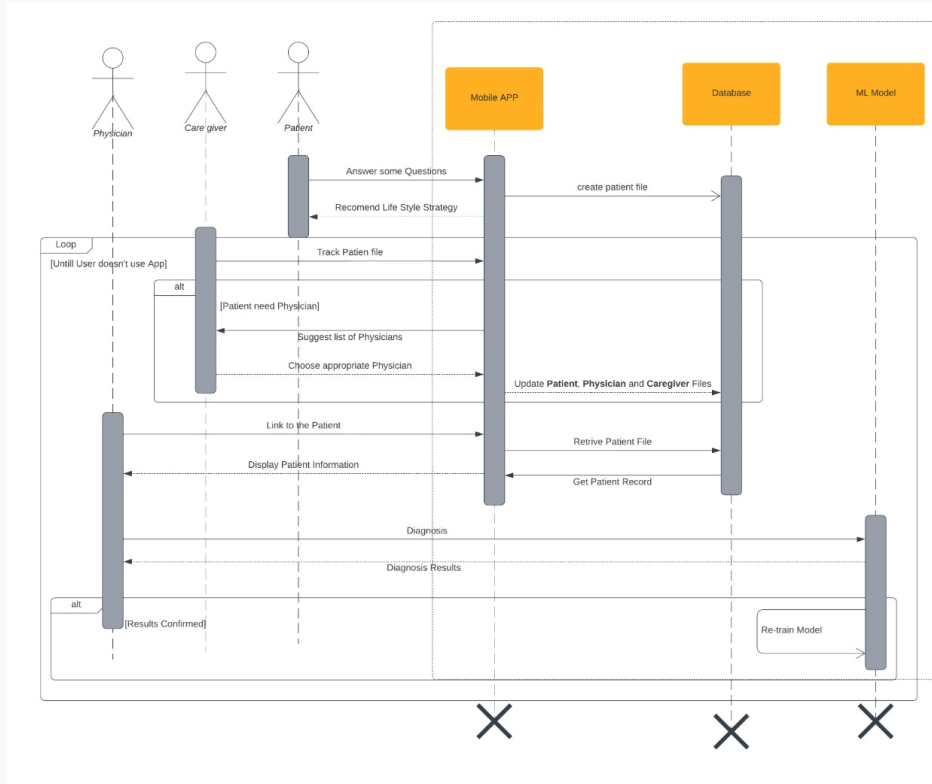 Mobile APP
Database
ML Model
Physician
Care giver
Patient
Answer some Questions
create patient file
Recomend Life Style Strategy
Loop
[Untill User doesn't use App]
Track Patien file
alt
[Patient need Physician]
Suggest list of Physicians
Choose appropriate Physician
Update Patient, Physician and Caregiver Files
Link to the Patient
Retrive Patient File
Display Patient Information
Get Patient Record
Diagnosis
Diagnosis Results
alt
[Results Confirmed]
Re-train Model